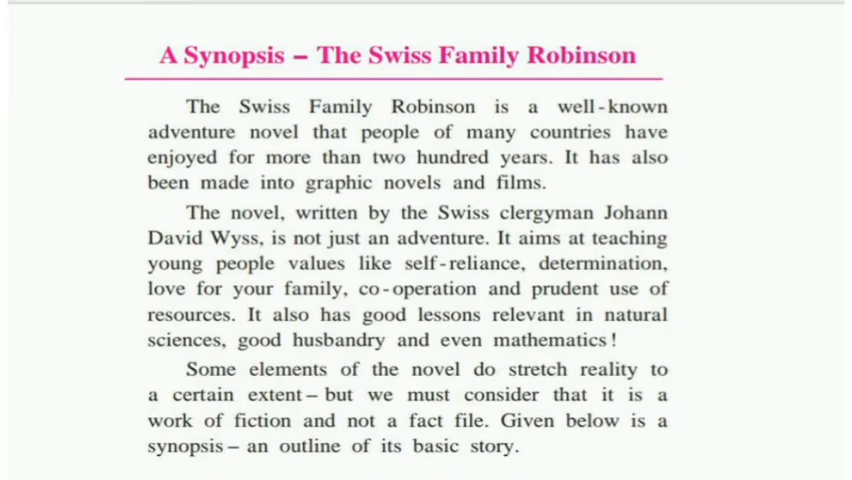 A Synopsis – The Swiss Family Robinson
The Swiss Family Robinson is a well-known
adventure novel that people of many countries have
enjoyed for more than two hundred years. It has also
been made into graphic novels and films.
The novel, written by the Swiss clergyman Johann
David Wyss, is not just an adventure. It aims at teaching
young people values like self-reliance, determination,
love for your family, co-operation and prudent use of
resources. It also has good lessons relevant in natural
sciences, good husbandry and even mathematics!
Some elements of the novel do stretch reality to
a certain extent – but we must consider that it is a
work of fiction and not a fact file. Given below is a
synopsis – an outline of its basic story.